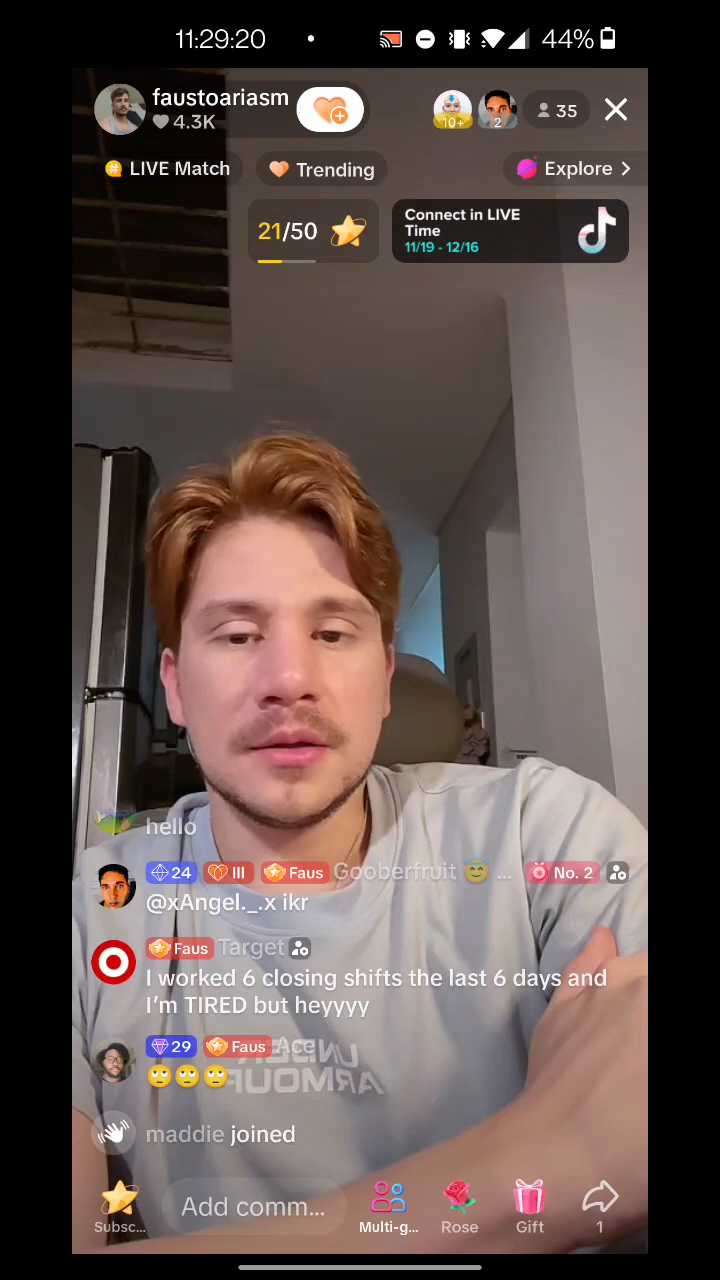 11:29:20
44%
faustoariasm
4.3K
10+
2
35
LIVE Match
Trending
Explore
21/50
Connect in LIVE
Time
11/19 - 12/16
hello
24 III Faus Gooberfruit 😇 ... No. 2
@xAngel._.x ikr
Faus Target
I worked 6 closing shifts the last 6 days and
I'm TIRED but heyyyy
29 Faus Ace
🙄🙄🙄
UNDER
ARMOUR
maddie joined
Add comm...
Subsc...
Multi-g...
Rose
Gift
1